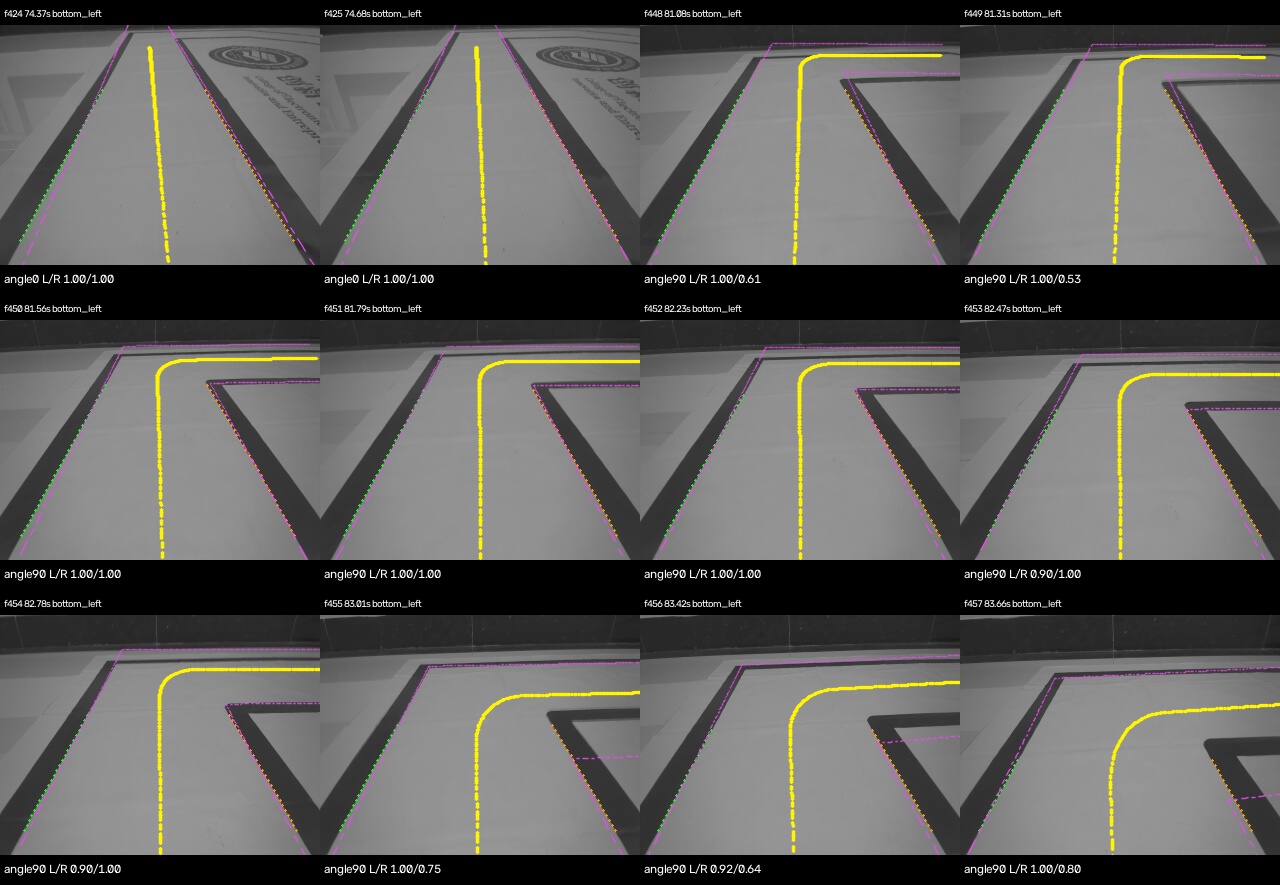 f424 74.37s bottom_left
f425 74.68s bottom_left
f448 81.08s bottom_left
f449 81.31s bottom_left
angle0 L/R 1.00/1.00
angle0 L/R 1.00/1.00
angle90 L/R 1.00/0.61
angle90 L/R 1.00/0.53
f450 81.56s bottom_left
f451 81.79s bottom_left
f452 82.23s bottom_left
f453 82.47s bottom_left
angle90 L/R 1.00/1.00
angle90 L/R 1.00/1.00
angle90 L/R 1.00/1.00
angle90 L/R 0.90/1.00
f454 82.78s bottom_left
f455 83.01s bottom_left
f456 83.42s bottom_left
f457 83.66s bottom_left
angle90 L/R 0.90/1.00
angle90 L/R 1.00/0.75
angle90 L/R 0.92/0.64
angle90 L/R 1.00/0.80